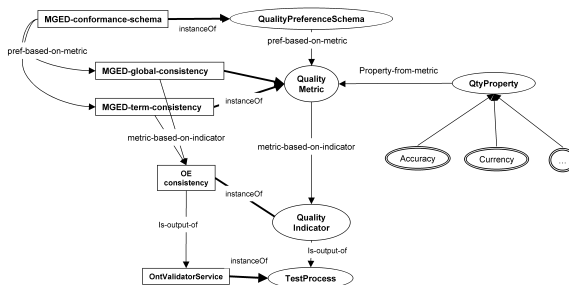 MGED-conformance-schema
instanceOf
QualityPreferenceSchema
pref-based-on-metric
pref-based-on-metric
MGED-global-consistency
Quality
Metric
Property-from-metric
QtyProperty
MGED-term-consistency
instanceOf
metric-based-on-indicator
metric-based-on-indicator
Accuracy
Currency
...
OE
consistency
instanceOf
Quality
Indicator
Is-output-of
Is-output-of
OntValidatorService
instanceOf
TestProcess